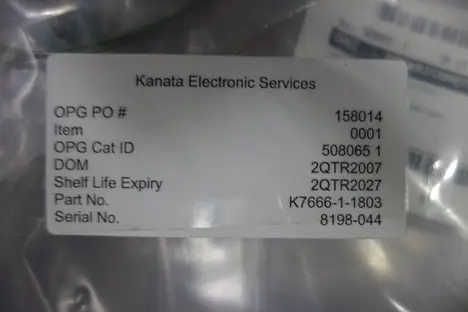 Kanata Electronic Services
OPG PO # 158014
Item 0001
OPG Cat ID 508065 1
DOM 2QTR2007
Shelf Life Expiry 2QTR2027
Part No. K7666-1-1803
Serial No. 8198-044